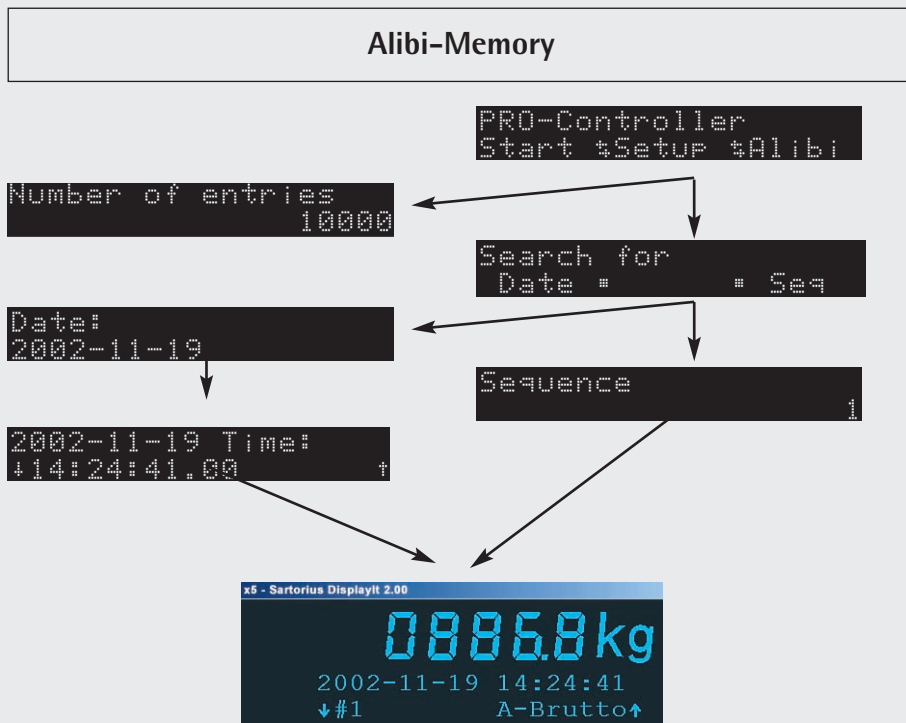 Alibi-Memory
PRO-Controller
Start ↕Setup ↕Alibi
Number of entries
10000
Search for
Date ▪ ▪ Seq
Date:
2002-11-19
Sequence
1
2002-11-19 Time:
↓14:24:41.00 ↑
x5 - Sartorius DisplayIt 2.00
0886.8kg
2002-11-19 14:24:41
↓#1 A-Brutto↑